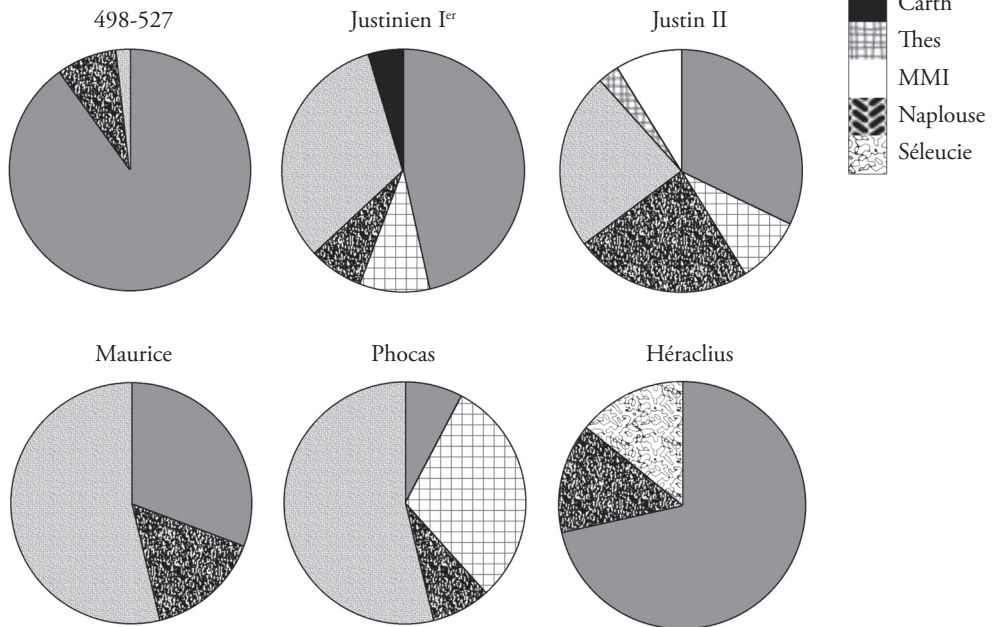 498-527
Justinien Ier
Justin II
Carth
Thes
MMI
Naplouse
Séleucie
Maurice
Phocas
Héraclius